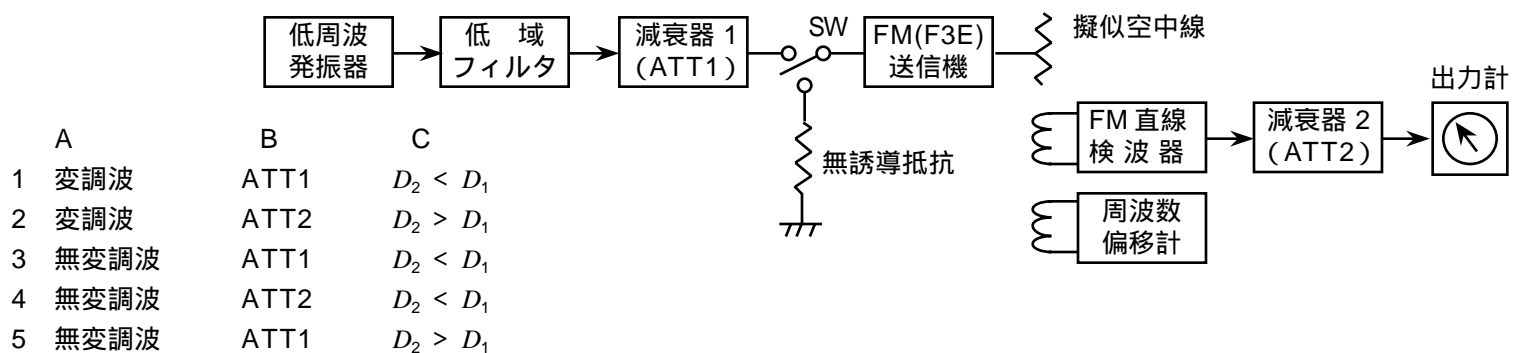 低周波
発振器
低 域
フィルタ
減衰器 1
(ATT1)
SW
FM(F3E)
送信機
擬似空中線
無誘導抵抗
FM 直線
検 波 器
減衰器 2
(ATT2)
出力計
周波数
偏移計
A B C
1 変調波 ATT1 D₂ < D₁
2 変調波 ATT2 D₂ > D₁
3 無変調波 ATT1 D₂ < D₁
4 無変調波 ATT2 D₂ < D₁
5 無変調波 ATT1 D₂ > D₁